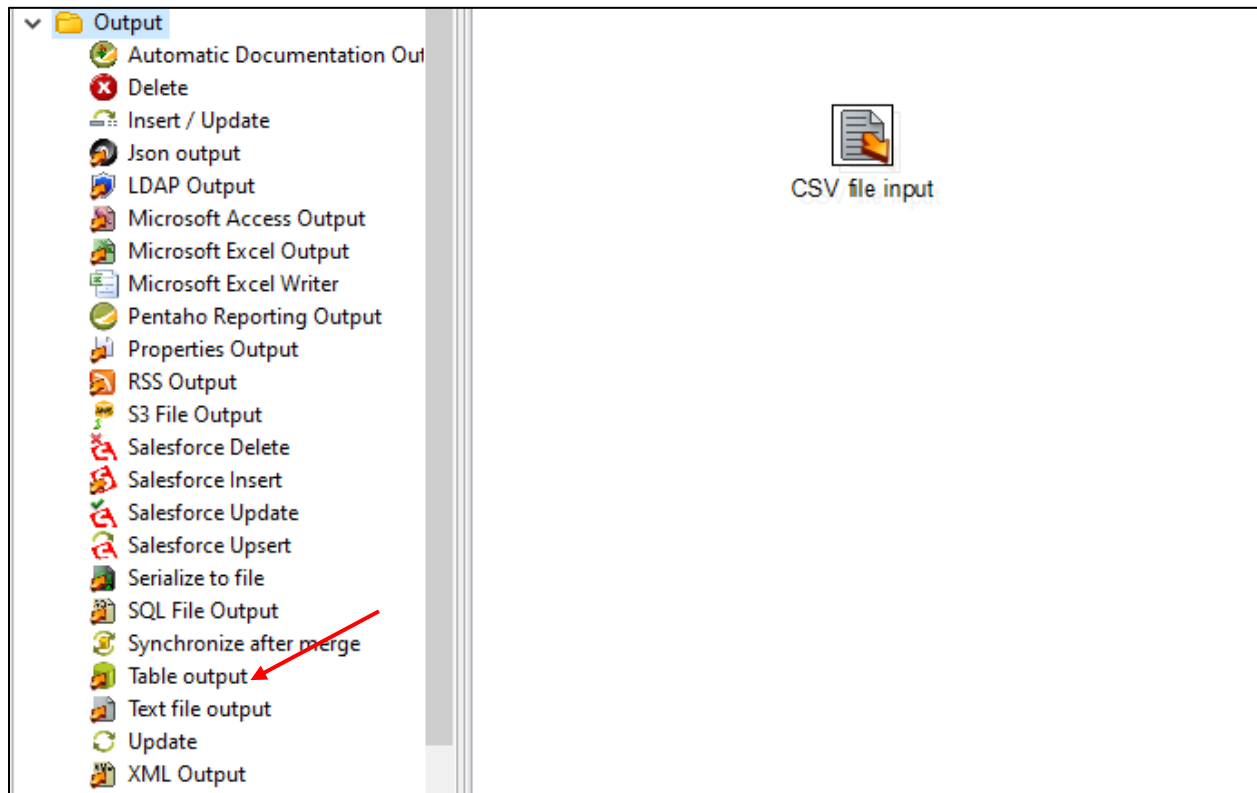 Output
Automatic Documentation Out
Delete
Insert / Update
Json output
LDAP Output
Microsoft Access Output
Microsoft Excel Output
Microsoft Excel Writer
Pentaho Reporting Output
Properties Output
RSS Output
S3 File Output
Salesforce Delete
Salesforce Insert
Salesforce Update
Salesforce Upsert
Serialize to file
SQL File Output
Synchronize after merge
Table output
Text file output
Update
XML Output
CSV file input